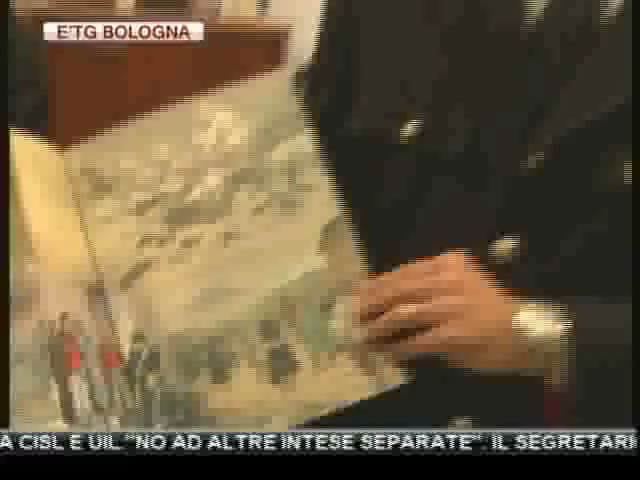 E'TG BOLOGNA
A CISL E UIL "NO AD ALTRE INTESE SEPARATE". IL SEGRETARI